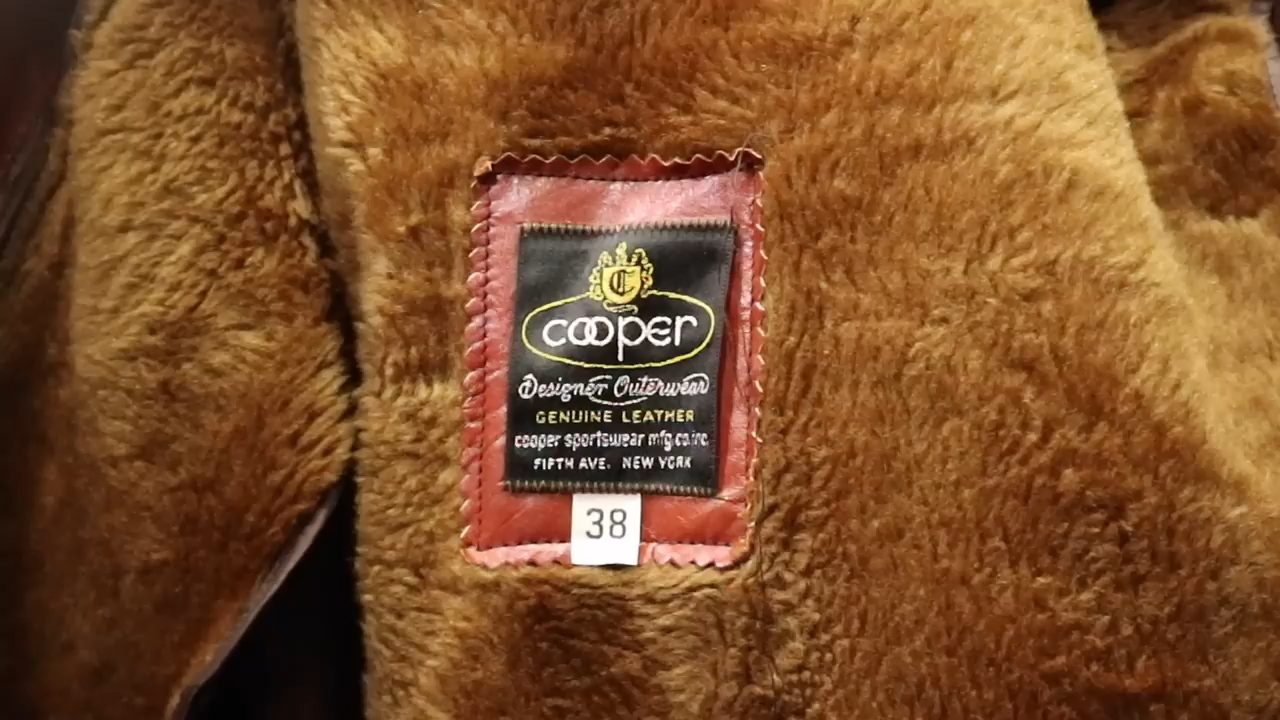 C
cooper
Designer Outerwear
GENUINE LEATHER
cooper sportswear mfg.co.inc.
FIFTH AVE. NEW YORK
38